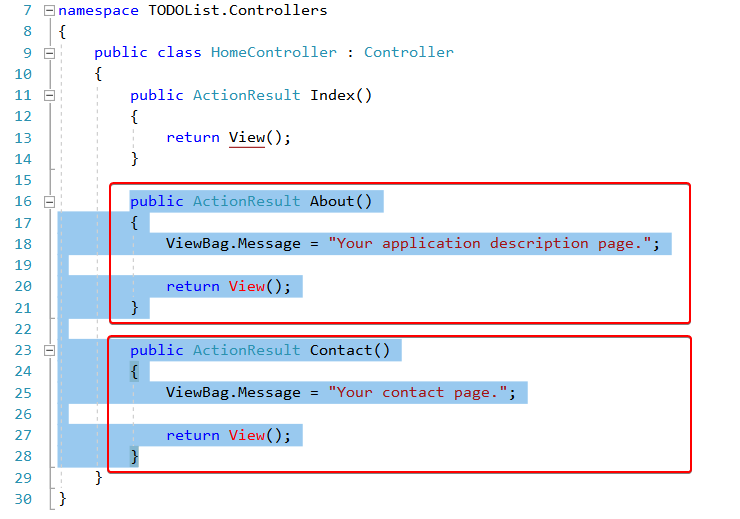 7 namespace TODOList.Controllers
8 {
9 public class HomeController : Controller
10 {
11 public ActionResult Index()
12 {
13 return View();
14 }
15
16 public ActionResult About()
17 {
18 ViewBag.Message = "Your application description page.";
19
20 return View();
21 }
22
23 public ActionResult Contact()
24 {
25 ViewBag.Message = "Your contact page.";
26
27 return View();
28 }
29 }
30 }